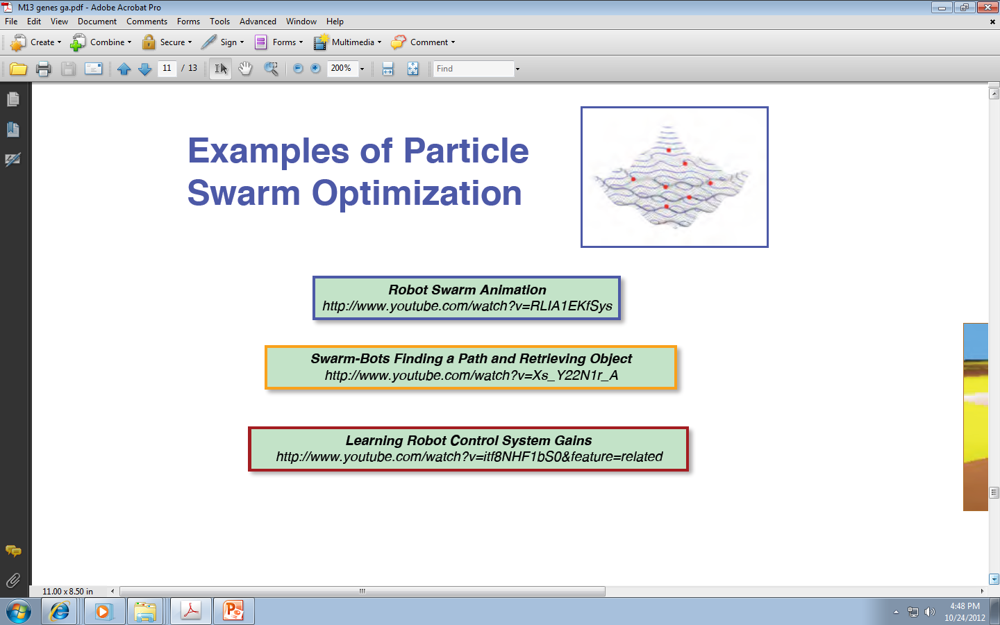 M13 genes ga.pdf - Adobe Acrobat Pro
File Edit View Document Comments Forms Tools Advanced Window Help
Create Combine Secure Sign Forms Multimedia Comment
11 / 13 200% Find
Examples of Particle
Swarm Optimization
Robot Swarm Animation
http://www.youtube.com/watch?v=RLIA1EKfSys
Swarm-Bots Finding a Path and Retrieving Object
http://www.youtube.com/watch?v=Xs_Y22N1r_A
Learning Robot Control System Gains
http://www.youtube.com/watch?v=itf8NHF1bS0&feature=related
11.00 x 8.50 in
4:48 PM
10/24/2012